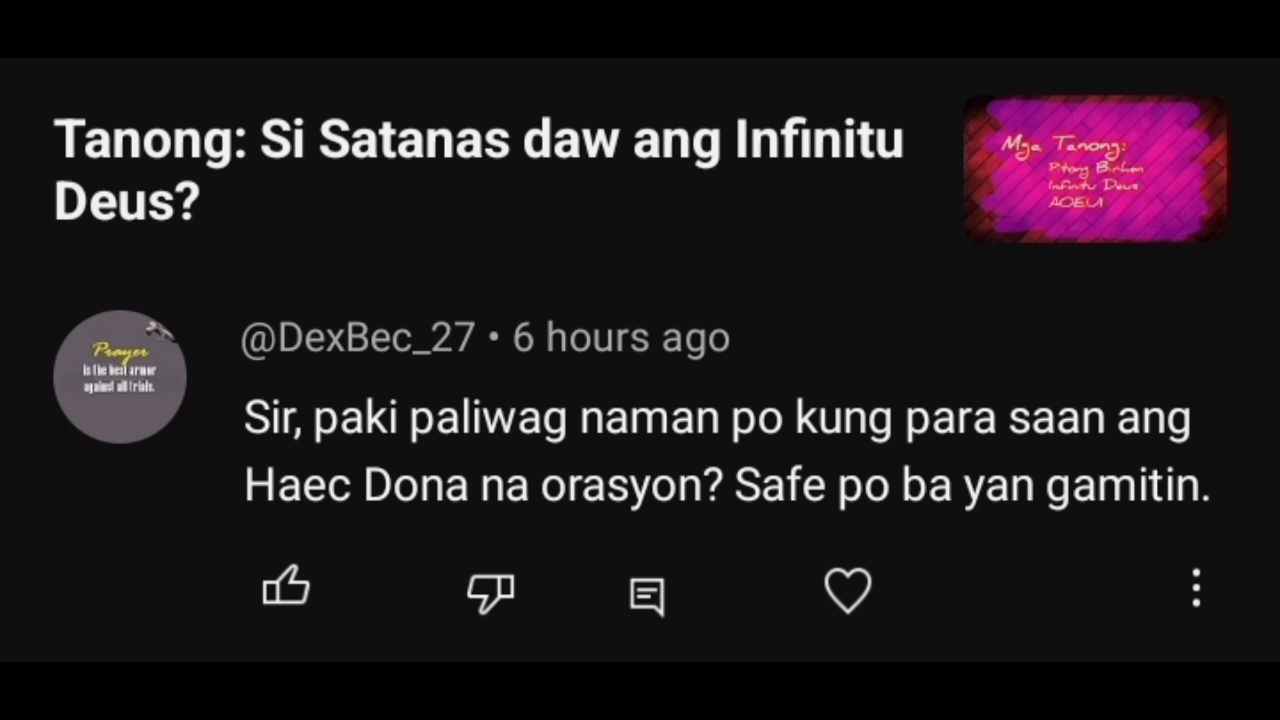 Tanong: Si Satanas daw ang Infinitu
Deus?
Mga Tanong:
Pitong Birhen
Infinitu Deus
AOEUI
@DexBec_27 • 6 hours ago
Prayer
is the best armor
against all trials.
Sir, paki paliwag naman po kung para saan ang
Haec Dona na orasyon? Safe po ba yan gamitin.